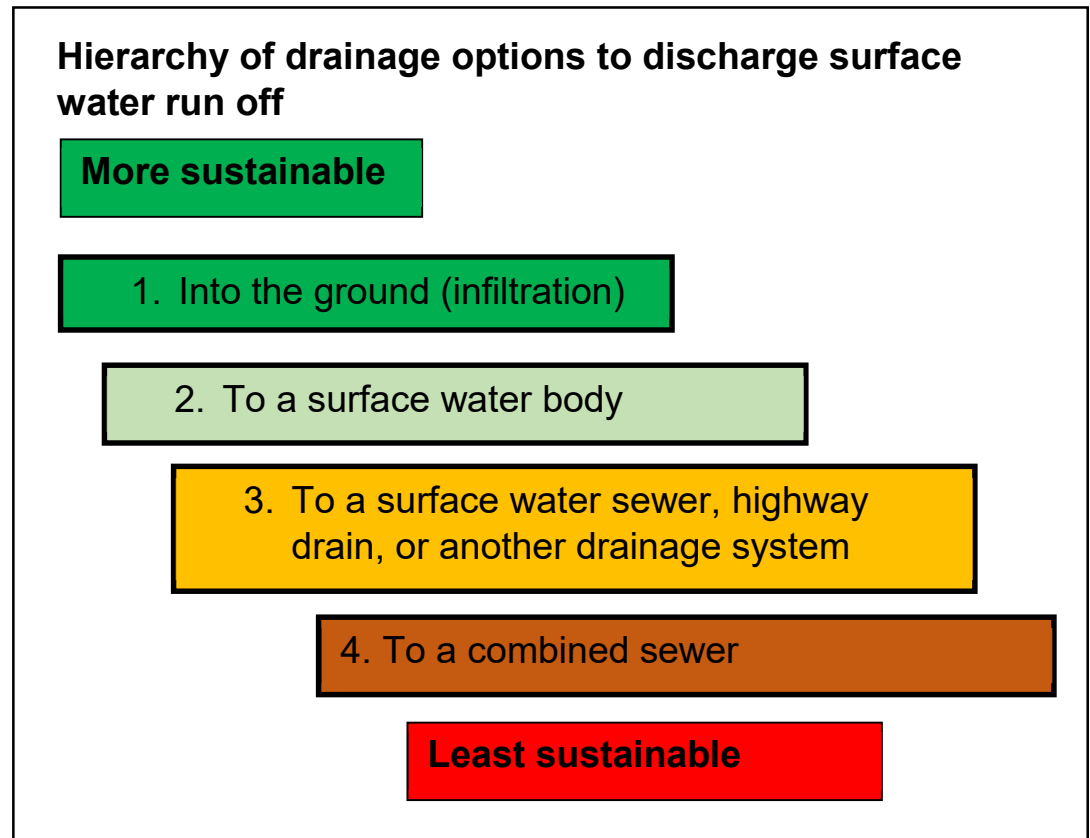 Hierarchy of drainage options to discharge surface
water run off
More sustainable
1. Into the ground (infiltration)
2. To a surface water body
3. To a surface water sewer, highway
drain, or another drainage system
4. To a combined sewer
Least sustainable